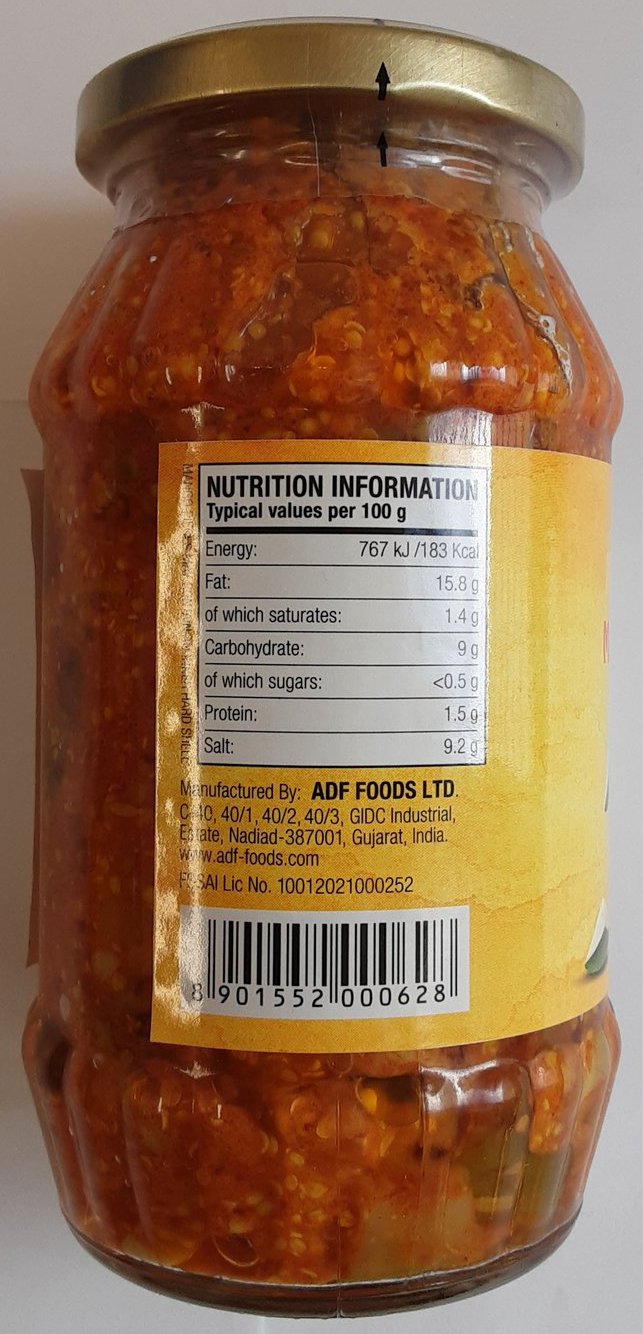 NUTRITION INFORMATION
Typical values per 100 g
Energy: 767 kJ /183 Kcal
Fat: 15.8 g
of which saturates: 1.4 g
Carbohydrate: 9 g
of which sugars: <0.5 g
Protein: 1.5 g
Salt: 9.2 g
Manufactured By: ADF FOODS LTD.
C-40, 40/1, 40/2, 40/3, GIDC Industrial,
Estate, Nadiad-387001, Gujarat, India.
www.adf-foods.com
FSSAI Lic No. 10012021000252
8 901552 000628
HARD